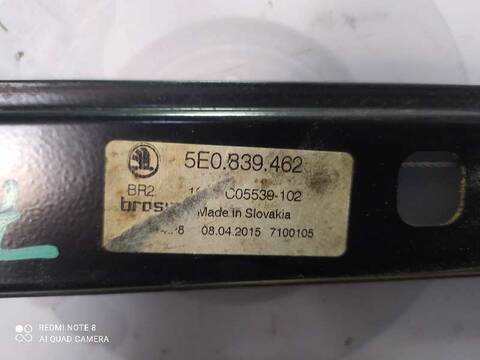 5E0.839.462
BR2 C05539-102
Made in Slovakia
08.04.2015 7100105
REDMI NOTE 8
AI QUAD CAMERA